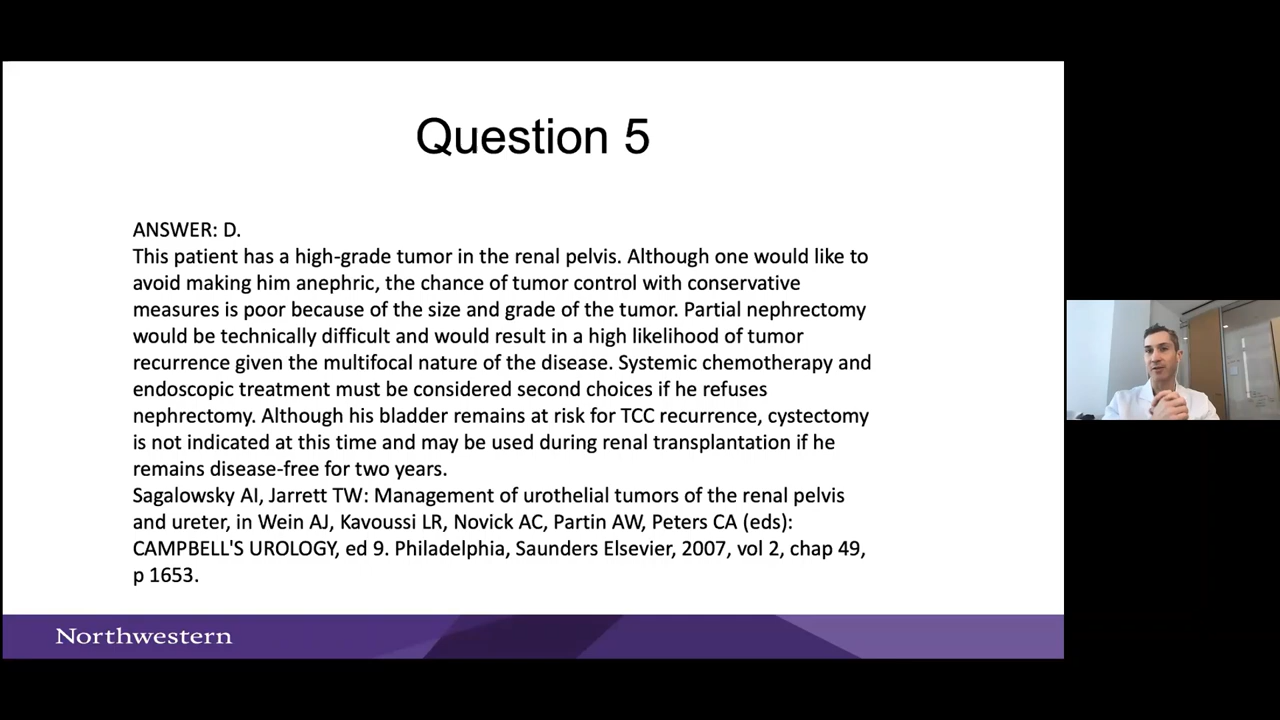 Question 5
ANSWER: D.
This patient has a high-grade tumor in the renal pelvis. Although one would like to
avoid making him anephric, the chance of tumor control with conservative
measures is poor because of the size and grade of the tumor. Partial nephrectomy
would be technically difficult and would result in a high likelihood of tumor
recurrence given the multifocal nature of the disease. Systemic chemotherapy and
endoscopic treatment must be considered second choices if he refuses
nephrectomy. Although his bladder remains at risk for TCC recurrence, cystectomy
is not indicated at this time and may be used during renal transplantation if he
remains disease-free for two years.
Sagalowsky AI, Jarrett TW: Management of urothelial tumors of the renal pelvis
and ureter, in Wein AJ, Kavoussi LR, Novick AC, Partin AW, Peters CA (eds):
CAMPBELL'S UROLOGY, ed 9. Philadelphia, Saunders Elsevier, 2007, vol 2, chap 49,
p 1653.
Northwestern